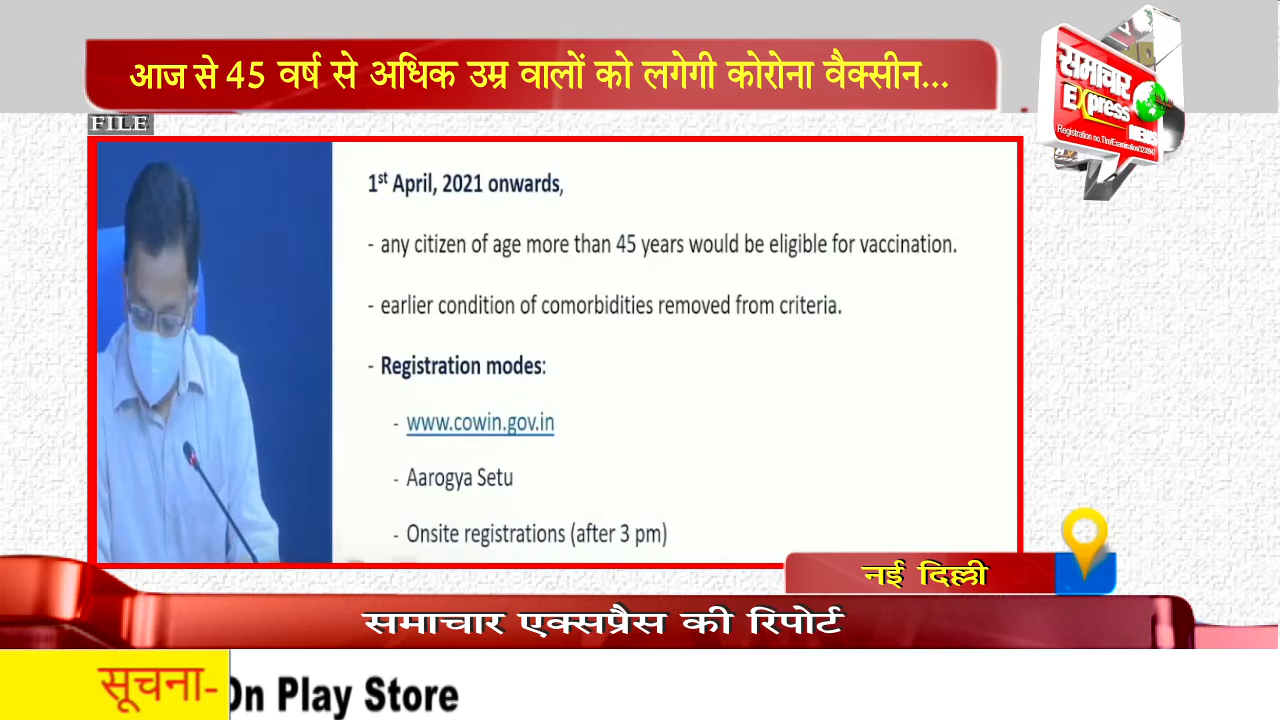 आज से 45 वर्ष से अधिक उम्र वालों को लगेगी कोरोना वैक्सीन...
समाचार
Express
NEWS
FILE
1st April, 2021 onwards,
- any citizen of age more than 45 years would be eligible for vaccination.
- earlier condition of comorbidities removed from criteria.
- Registration modes:
- www.cowin.gov.in
- Aarogya Setu
- Onsite registrations (after 3 pm)
नई दिल्ली
समाचार एक्सप्रैस की रिपोर्ट
सूचना- On Play Store